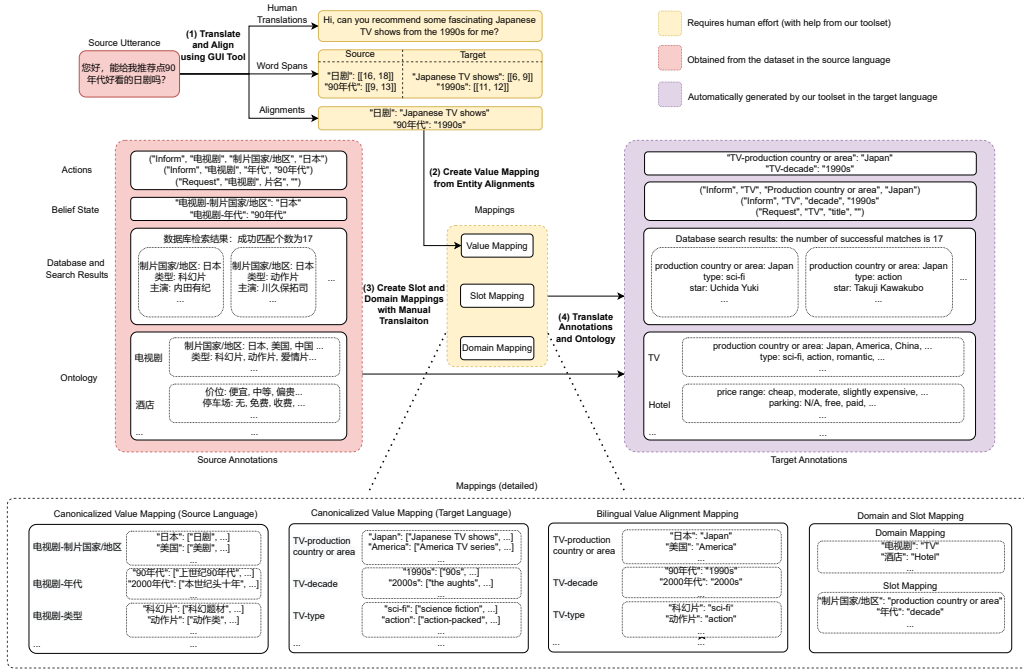 Human
Translations
Hi, can you recommend some fascinating Japanese
TV shows from the 1990s for me?
Requires human effort (with help from our toolset)
Source Utterance
(1) Translate
and Align
using GUI Tool
Obtained from the dataset in the source language
您好，能给我推荐点90
年代好看的日剧吗？
Word Spans
Source
Target
"日剧": [[16, 18]]
"90年代": [[9, 13]]
"Japanese TV shows": [[6, 9]]
"1990s": [[11, 12]]
Automatically generated by our toolset in the target language
Alignments
"日剧": "Japanese TV shows"
"90年代": "1990s"
Actions
("Inform", "电视剧", "制片国家/地区", "日本")
("Inform", "电视剧", "年代", "90年代")
("Request", "电视剧", 片名, "")
(2) Create Value Mapping
from Entity Alignments
"TV-production country or area": "Japan"
"TV-decade": "1990s"
Belief State
"电视剧-制片国家/地区": "日本"
"电视剧-年代": "90年代"
Mappings
("Inform", "TV", "Production country or area", "Japan")
("Inform", "TV", "decade", "1990s")
("Request", "TV", "title", "")
Database and
Search Results
数据库检索结果：成功匹配个数为17
制片国家/地区: 日本
类型: 科幻片
主演: 内田有纪
...
制片国家/地区: 日本
类型: 动作片
主演: 川久保拓司
...
...
Value Mapping
Slot Mapping
Domain Mapping
(3) Create Slot and
Domain Mappings
with Manual
Translaiton
(4) Translate
Annotations
and Ontology
Database search results: the number of successful matches is 17
production country or area: Japan
type: sci-fi
star: Uchida Yuki
...
production country or area: Japan
type: action
star: Takuji Kawakubo
...
...
Ontology
电视剧
制片国家/地区: 日本, 美国, 中国 ...
类型: 科幻片, 动作片, 爱情片...
...
酒店
价位: 便宜, 中等, 偏贵...
停车场: 无, 免费, 收费, ...
...
...
...
TV
production country or area: Japan, America, China, ...
type: sci-fi, action, romantic, ...
...
Hotel
price range: cheap, moderate, slightly expensive, ...
parking: N/A, free, paid, ...
...
...
...
Source Annotations
Target Annotations
Mappings (detailed)
Canonicalized Value Mapping (Source Language)
电视剧-制片国家/地区
"日本": ["日剧", ...]
"美国": ["美剧", ...]
...
电视剧-年代
"90年代": ["上世纪90年代", ...]
"2000年代": ["本世纪头十年", ...]
...
电视剧-类型
"科幻片": ["科幻题材", ...]
"动作片": ["动作类", ...]
...
...
...
Canonicalized Value Mapping (Target Language)
TV-production
country or area
"Japan": ["Japanese TV shows", ...]
"America": ["America TV series", ...]
...
TV-decade
"1990s": ["90s", ...]
"2000s": ["the aughts", ...]
...
TV-type
"sci-fi": ["science fiction", ...]
"action": ["action-packed", ...]
...
...
...
Bilingual Value Alignment Mapping
TV-production
country or area
"日本": "Japan"
"美国": "America"
...
TV-decade
"90年代": "1990s"
"2000年代": "2000s"
...
TV-type
"科幻片": "sci-fi"
"动作片": "action"
...
...
...
Domain and Slot Mapping
Domain Mapping
"电视剧": "TV"
"酒店": "Hotel"
...
Slot Mapping
"制片国家/地区": "production country or area"
"年代": "decade"
...